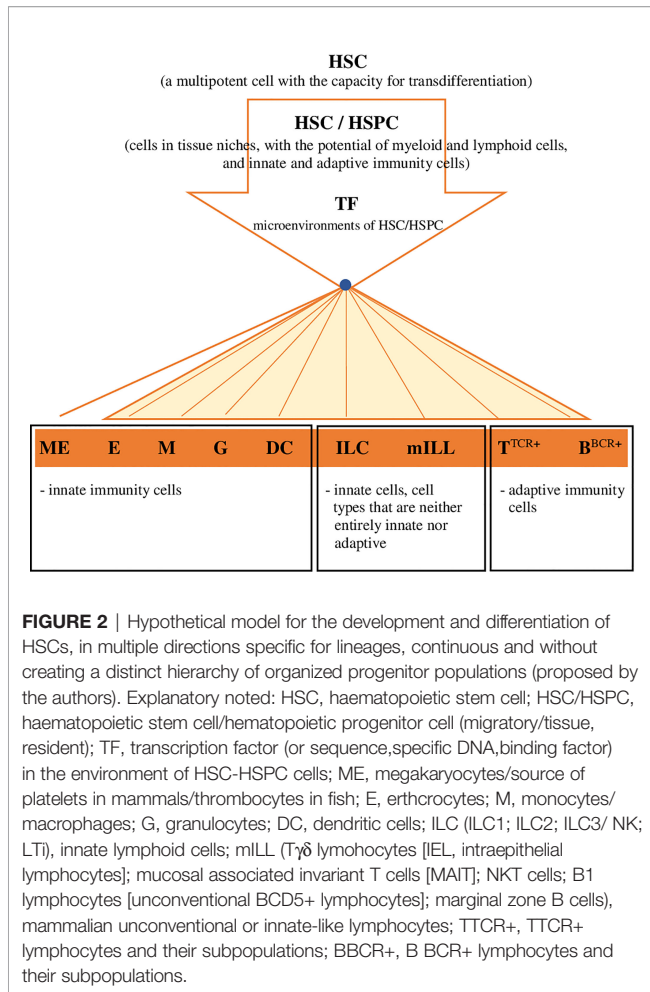 HSC
(a multipotent cell with the capacity for transdifferentiation)
HSC / HSPC
(cells in tissue niches, with the potential of myeloid and lymphoid cells,
and innate and adaptive immunity cells)
TF
microenvironments of HSC/HSPC
ME E M G DC ILC mILL T^TCR+ B^BCR+
- innate immunity cells
- innate cells, cell
types that are neither
entirely innate nor
adaptive
- adaptive immunity
cells
FIGURE 2 | Hypothetical model for the development and differentiation of
HSCs, in multiple directions specific for lineages, continuous and without
creating a distinct hierarchy of organized progenitor populations (proposed by
the authors). Explanatory noted: HSC, haematopoietic stem cell; HSC/HSPC,
haematopoietic stem cell/hematopoietic progenitor cell (migratory/tissue,
resident); TF, transcription factor (or sequence,specific DNA,binding factor)
in the environment of HSC-HSPC cells; ME, megakaryocytes/source of
platelets in mammals/thrombocytes in fish; E, erthcrocytes; M, monocytes/
macrophages; G, granulocytes; DC, dendritic cells; ILC (ILC1; ILC2; ILC3/ NK;
LTi), innate lymphoid cells; mILL (Tγδ lymohocytes [IEL, intraepithelial
lymphocytes]; mucosal associated invariant T cells [MAIT]; NKT cells; B1
lymphocytes [unconventional BCD5+ lymphocytes]; marginal zone B cells),
mammalian unconventional or innate-like lymphocytes; TTCR+, TTCR+
lymphocytes and their subpopulations; BBCR+, B BCR+ lymphocytes and
their subpopulations.